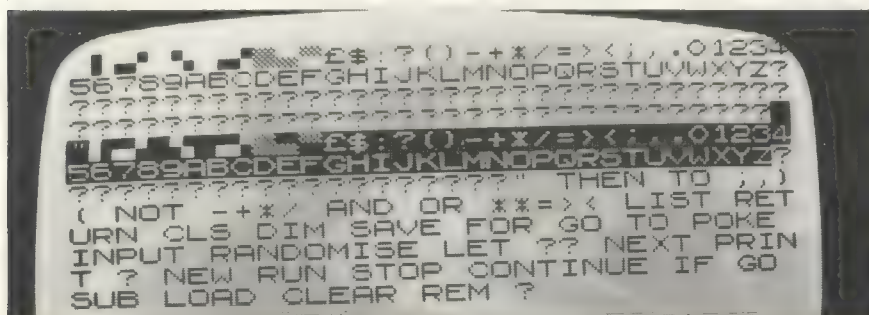 £$:?()-+*/=><;,.01234
56789ABCDEFGHIJKLMNOPQRSTUVWXYZ?
????????????????????????????????
????????????????????????????????
"£$:?()-+*/=><;,.01234
56789ABCDEFGHIJKLMNOPQRSTUVWXYZ?
????????????????????" THEN TO ;,)
( NOT -+*/ AND OR **=>< LIST RET
URN CLS DIM SAVE FOR GO TO POKE
INPUT RANDOMISE LET ?? NEXT PRIN
T ? NEW RUN STOP CONTINUE IF GO
SUB LOAD CLEAR REM ?